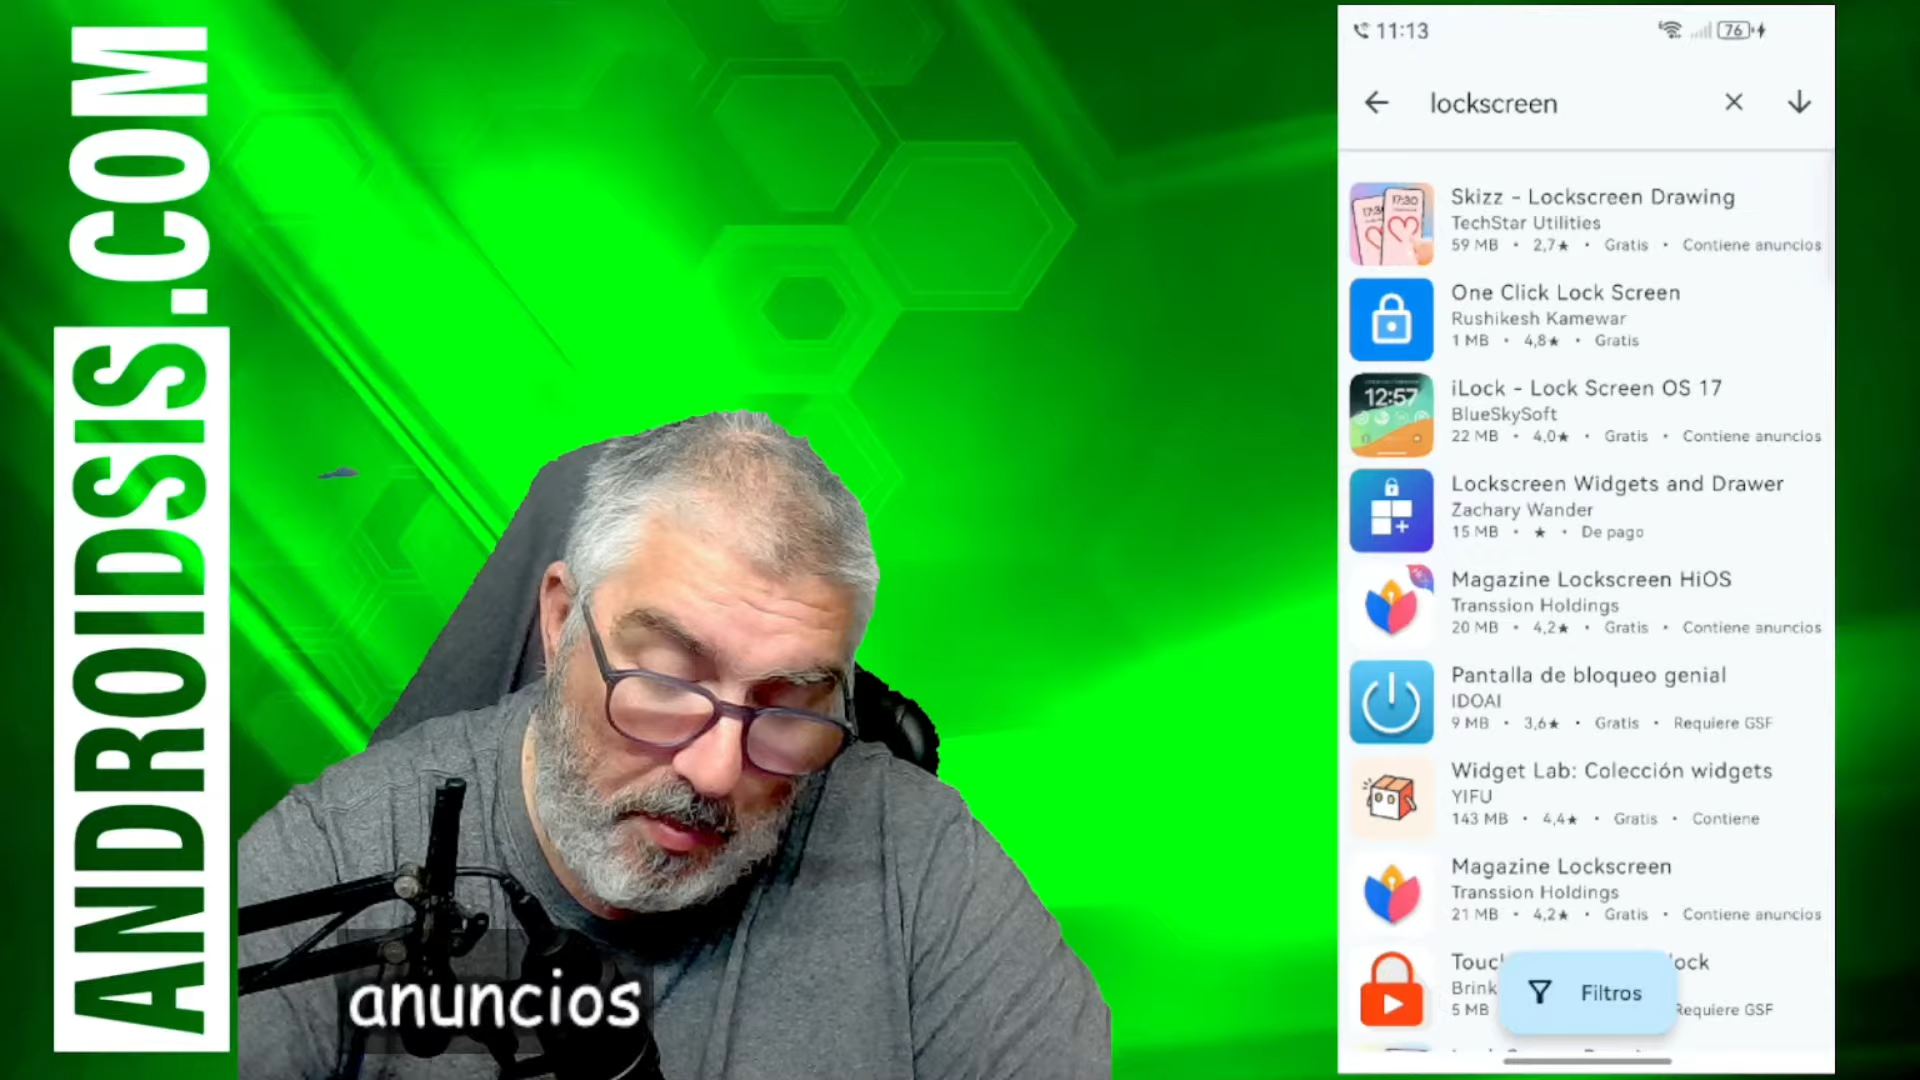 ANDROIDSIS.COM
anuncios
11:13
76
lockscreen
Skizz - Lockscreen Drawing
TechStar Utilities
59 MB • 2,7★ • Gratis • Contiene anuncios
One Click Lock Screen
Rushikesh Kamewar
1 MB • 4,8★ • Gratis
12:57
iLock - Lock Screen OS 17
BlueSkySoft
22 MB • 4,0★ • Gratis • Contiene anuncios
Lockscreen Widgets and Drawer
Zachary Wander
15 MB • ★ • De pago
Magazine Lockscreen HiOS
Transsion Holdings
20 MB • 4,2★ • Gratis • Contiene anuncios
Pantalla de bloqueo genial
IDOAI
9 MB • 3,6★ • Gratis • Requiere GSF
Widget Lab: Colección widgets
YIFU
143 MB • 4,4★ • Gratis • Contiene
Magazine Lockscreen
Transsion Holdings
21 MB • 4,2★ • Gratis • Contiene anuncios
5 MB
Requiere GSF
Filtros